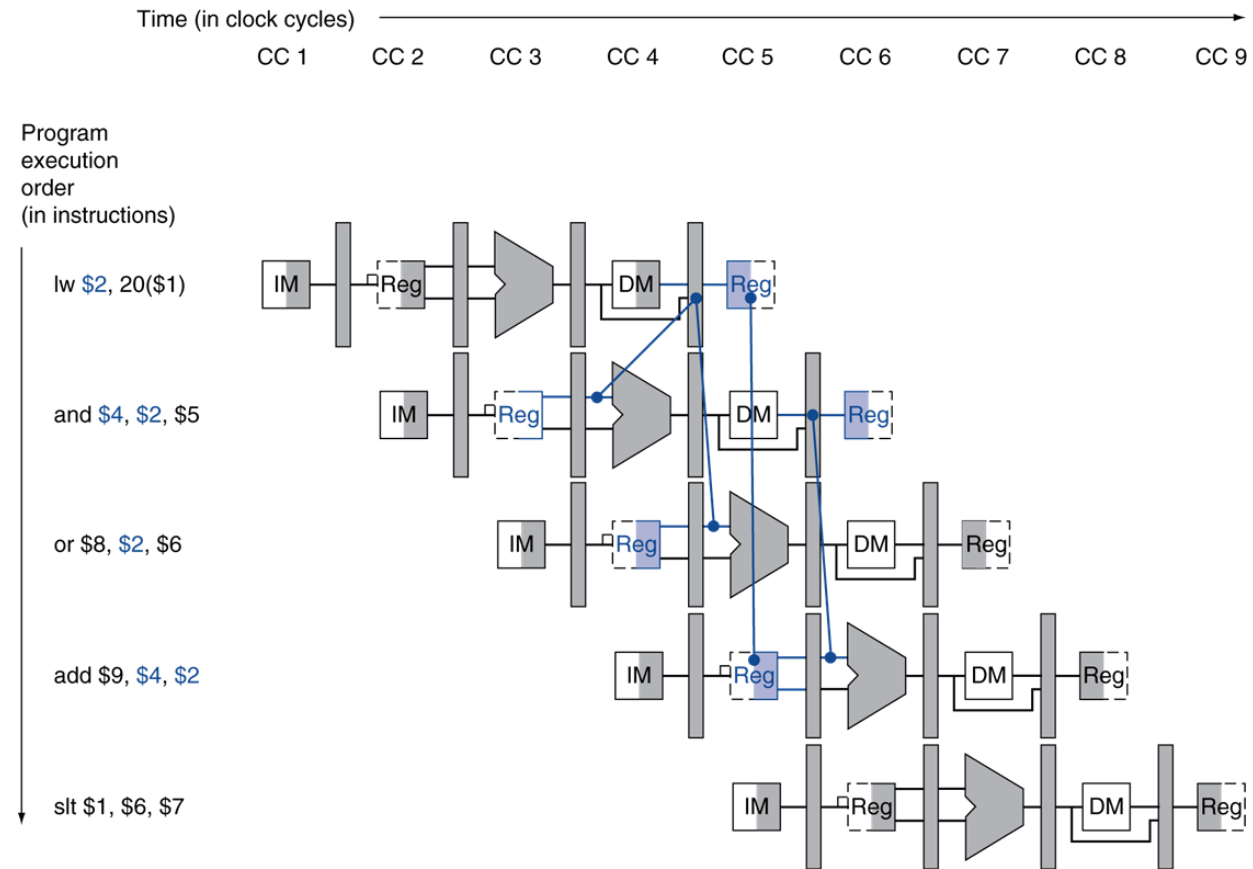 Time (in clock cycles)
CC 1 CC 2 CC 3 CC 4 CC 5 CC 6 CC 7 CC 8 CC 9
Program
execution
order
(in instructions)
lw $2, 20($1) IM Reg DM Reg
and $4, $2, $5 IM Reg DM Reg
or $8, $2, $6 IM Reg DM Reg
add $9, $4, $2 IM Reg DM Reg
slt $1, $6, $7 IM Reg DM Reg